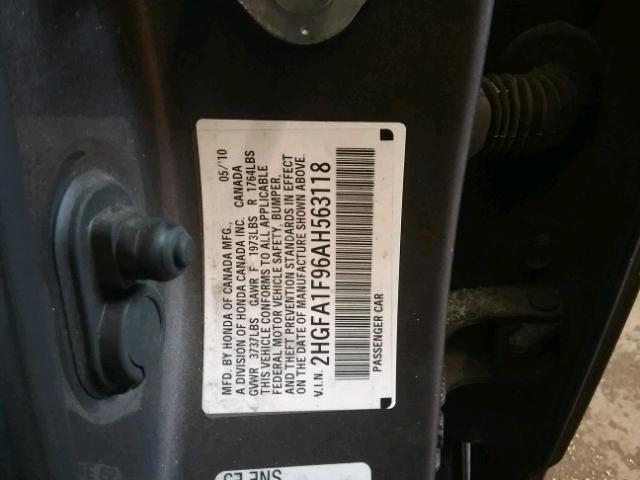 MFD. BY HONDA OF CANADA MFG., 05/10
A DIVISION OF HONDA CANADA INC. CANADA
GVWR 3737LBS GAWR F 1973LBS R 1764LBS
THIS VEHICLE CONFORMS TO ALL APPLICABLE
FEDERAL MOTOR VEHICLE SAFETY, BUMPER,
AND THEFT PREVENTION STANDARDS IN EFFECT
ON THE DATE OF MANUFACTURE SHOWN ABOVE.
V.I.N. 2HGFA1F96AH563118
PASSENGER CAR